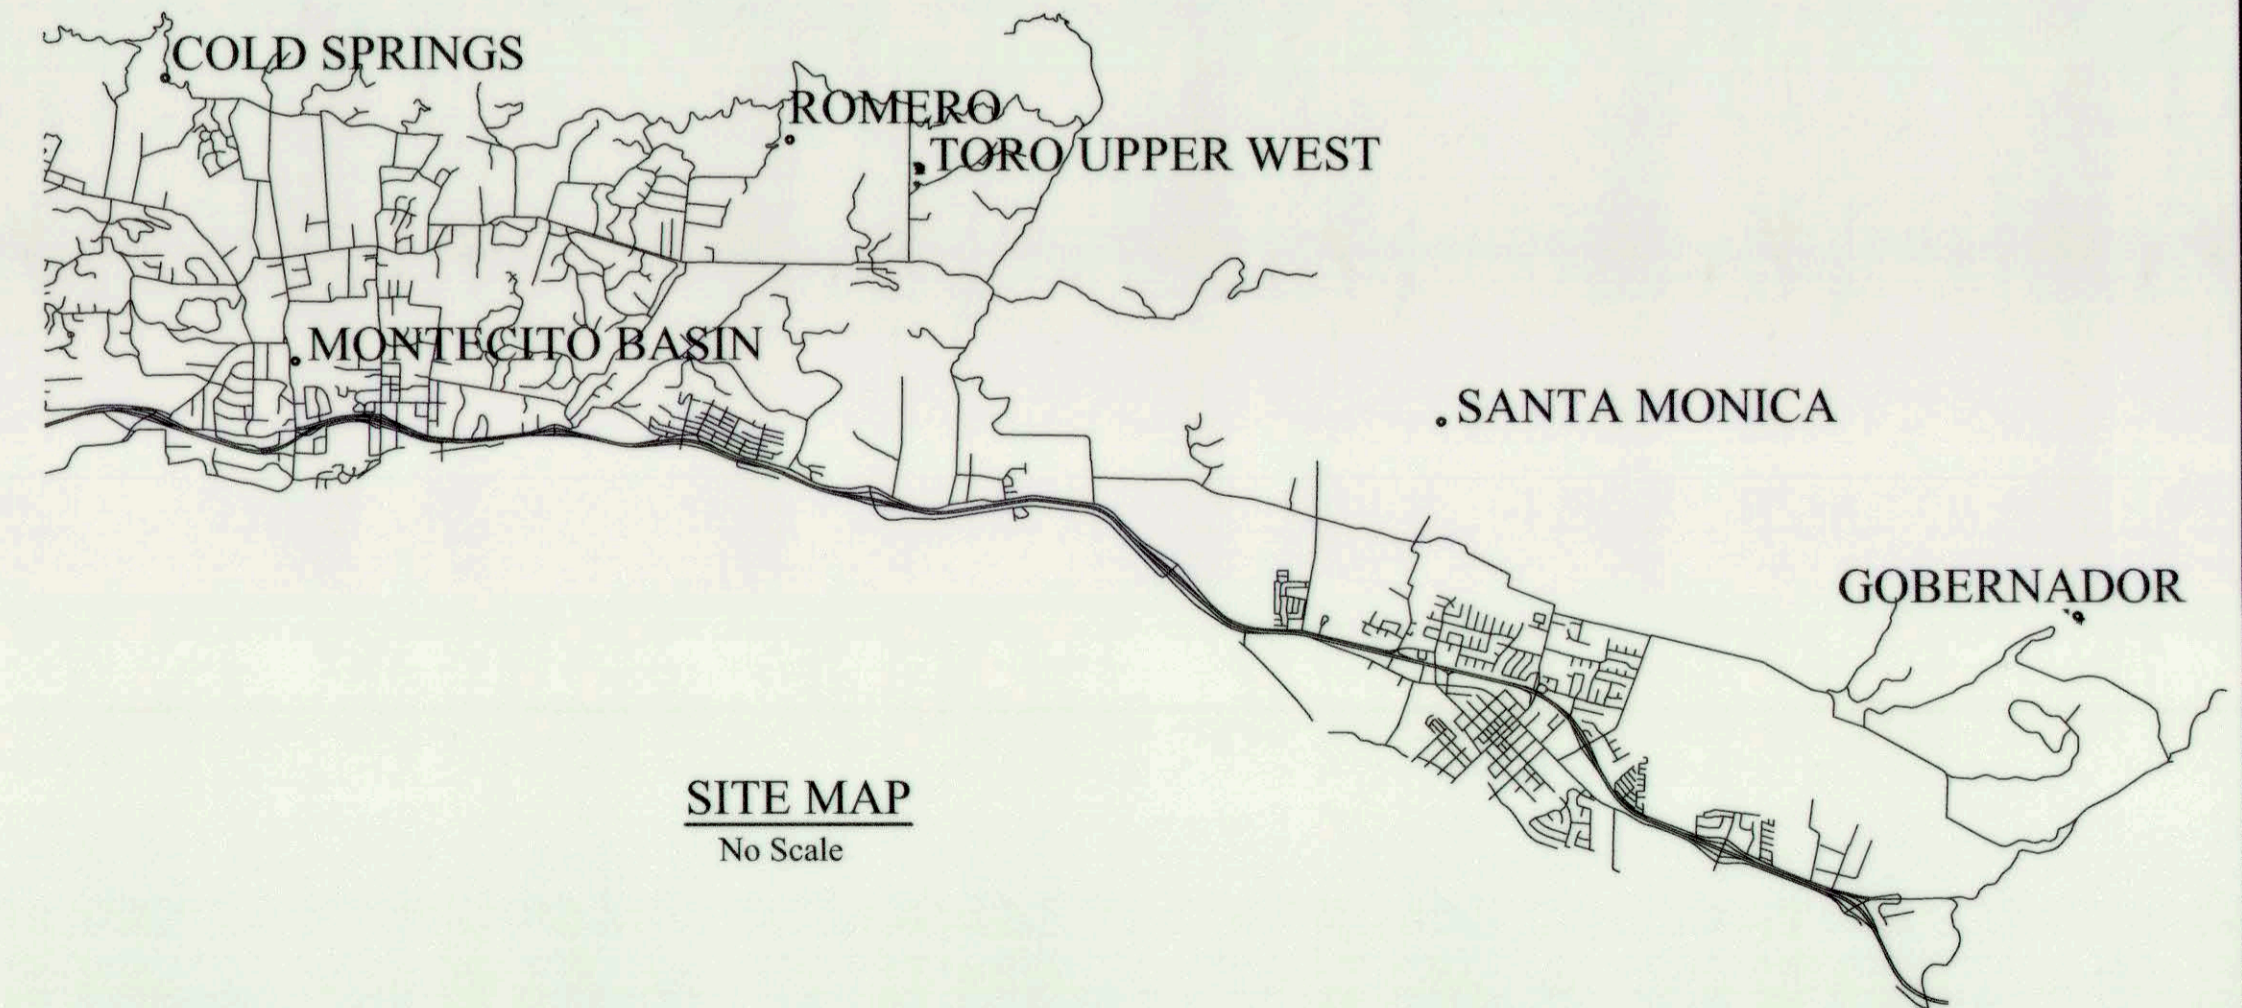 COLD SPRINGS
ROMERO
TORO UPPER WEST
MONTECITO BASIN
SANTA MONICA
GOBERNADOR
SITE MAP
No Scale